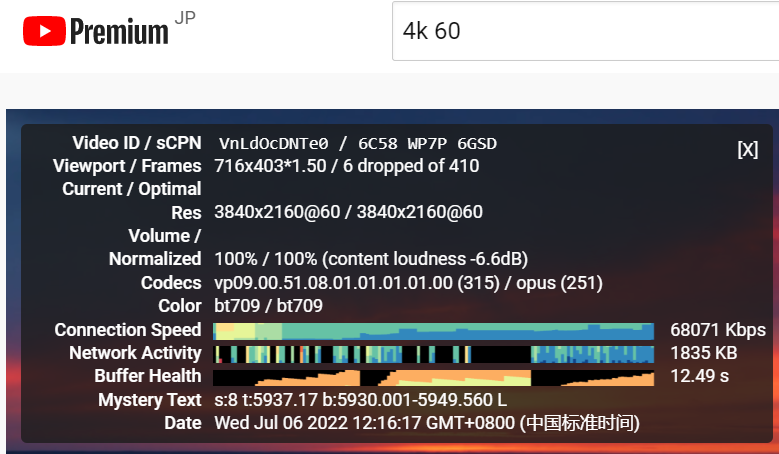 Premium JP
4k 60
Video ID / sCPN VnLdOcDNTe0 / 6C58 WP7P 6GSD
[X]
Viewport / Frames 716x403*1.50 / 6 dropped of 410
Current / Optimal
Res 3840x2160@60 / 3840x2160@60
Volume /
Normalized 100% / 100% (content loudness -6.6dB)
Codecs vp09.00.51.08.01.01.01.01.00 (315) / opus (251)
Color bt709 / bt709
Connection Speed 68071 Kbps
Network Activity 1835 KB
Buffer Health 12.49 s
Mystery Text s:8 t:5937.17 b:5930.001-5949.560 L
Date Wed Jul 06 2022 12:16:17 GMT+0800 (中国标准时间)